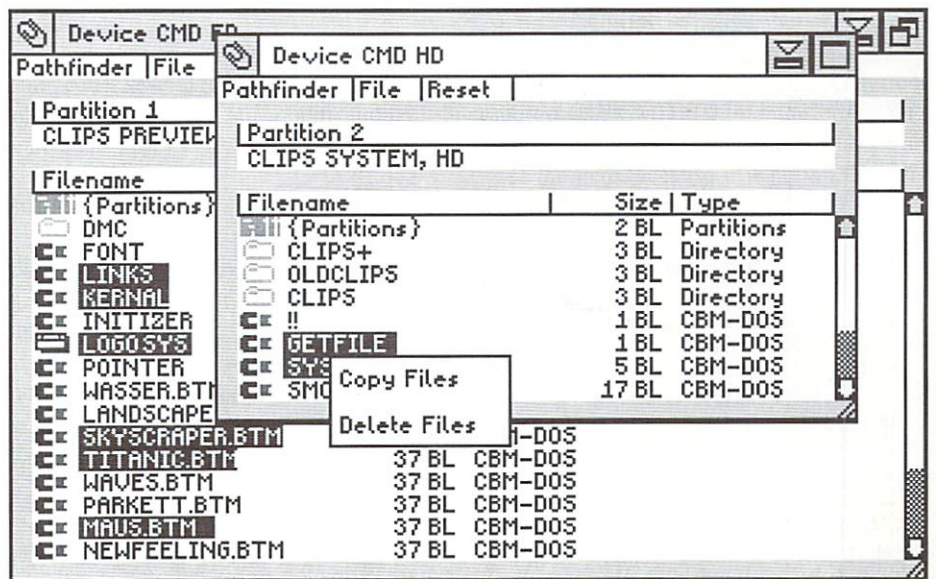 Device CMD
Pathfinder | File
Partition 1
CLIPS PREVIEW
Filename
{Partitions}
DMC
FONT
LINKS
KERNAL
INITIZER
LOGOSYS
POINTER
WASSER.BTM
LANDSCAPE
SKYSCRAPER.BTM M-DOS
TITANIC.BTM 37 BL CBM-DOS
WAVES.BTM 37 BL CBM-DOS
PARKETT.BTM 37 BL CBM-DOS
MAUS.BTM 37 BL CBM-DOS
NEWFEELING.BTM 37 BL CBM-DOS
Device CMD HD
Pathfinder | File | Reset |
Partition 2
CLIPS SYSTEM, HD
Filename Size | Type
{Partitions} 2 BL Partitions
CLIPS+ 3 BL Directory
OLDCLIPS 3 BL Directory
CLIPS 3 BL Directory
!! 1 BL CBM-DOS
GETFILE 1 BL CBM-DOS
SYS 5 BL CBM-DOS
SMO 17 BL CBM-DOS
Copy Files
Delete Files